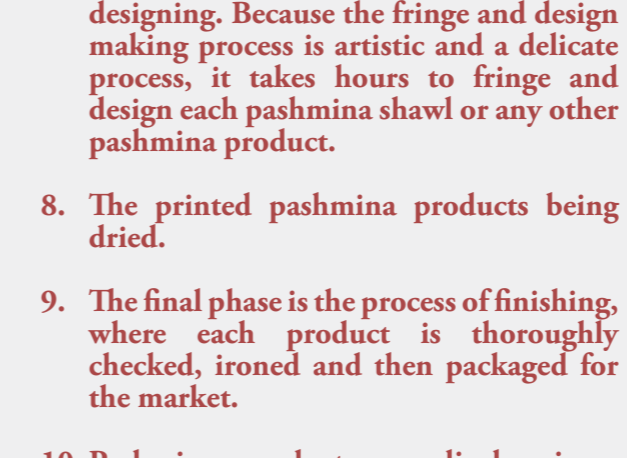 designing. Because the fringe and design
making process is artistic and a delicate
process, it takes hours to fringe and
design each pashmina shawl or any other
pashmina product.
8. The printed pashmina products being
dried.
9. The final phase is the process of finishing,
where each product is thoroughly
checked, ironed and then packaged for
the market.
10.